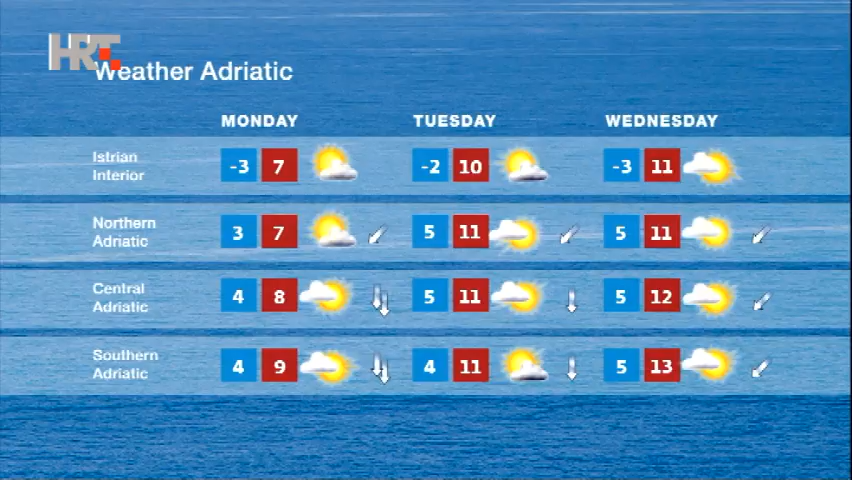 HRT
Weather Adriatic
MONDAY TUESDAY WEDNESDAY
Istrian
Interior
-3 7 -2 10 -3 11
Northern
Adriatic
3 7 5 11 5 11
Central
Adriatic
4 8 5 11 5 12
Southern
Adriatic
4 9 4 11 5 13